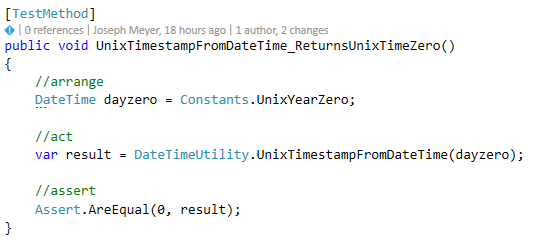 [TestMethod]
| 0 references | Joseph Meyer, 18 hours ago | 1 author, 2 changes
public void UnixTimestampFromDateTime_ReturnsUnixTimeZero()
{
//arrange
DateTime dayzero = Constants.UnixYearZero;
//act
var result = DateTimeUtility.UnixTimestampFromDateTime(dayzero);
//assert
Assert.AreEqual(0, result);
}